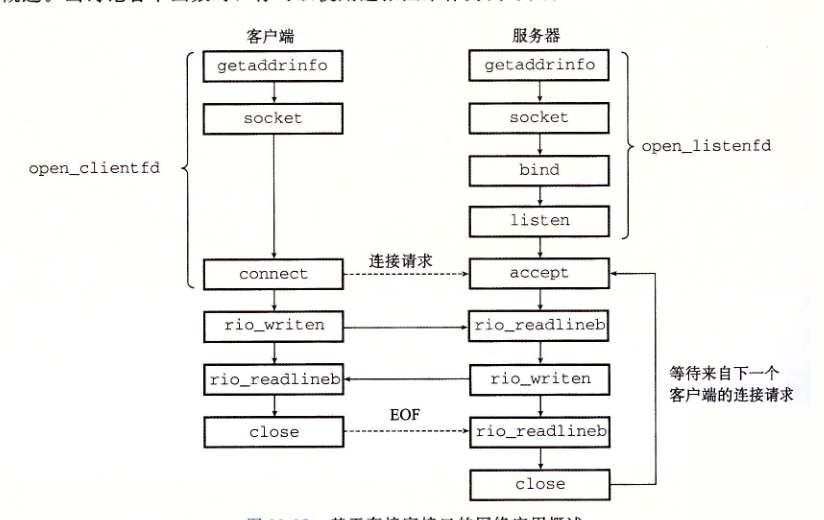 客户端
服务器
getaddrinfo
getaddrinfo
socket
socket
open_clientfd
open_listenfd
bind
listen
connect
连接请求
accept
rio_writen
rio_readlineb
rio_readlineb
rio_writen
等待来自下一个
客户端的连接请求
close
EOF
rio_readlineb
close